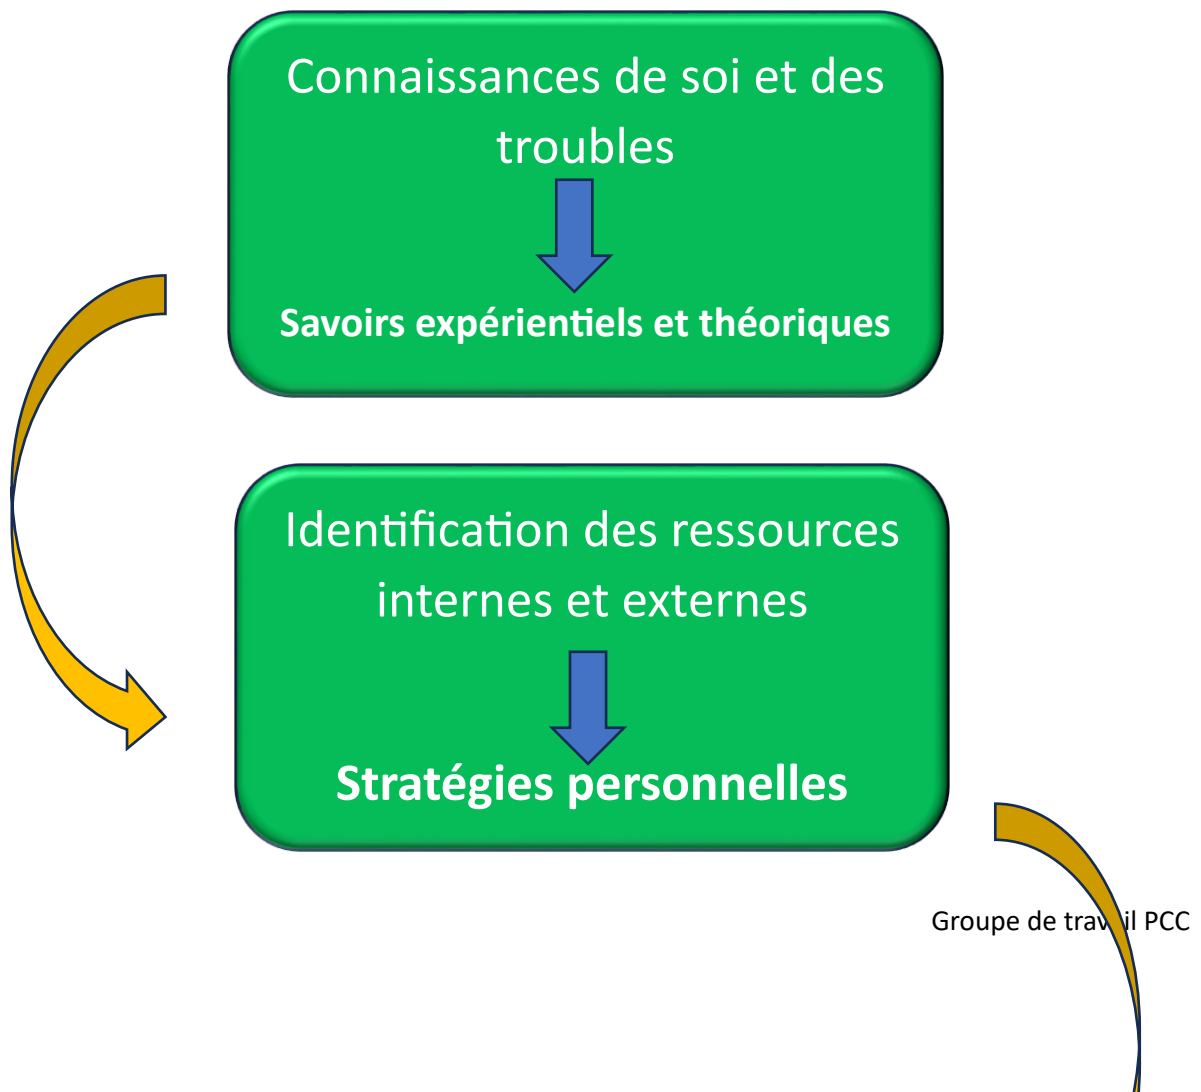 Connaissances de soi et des
troubles
Savoirs expérientiels et théoriques
Identification des ressources
internes et externes
Stratégies personnelles
Groupe de travail PCC